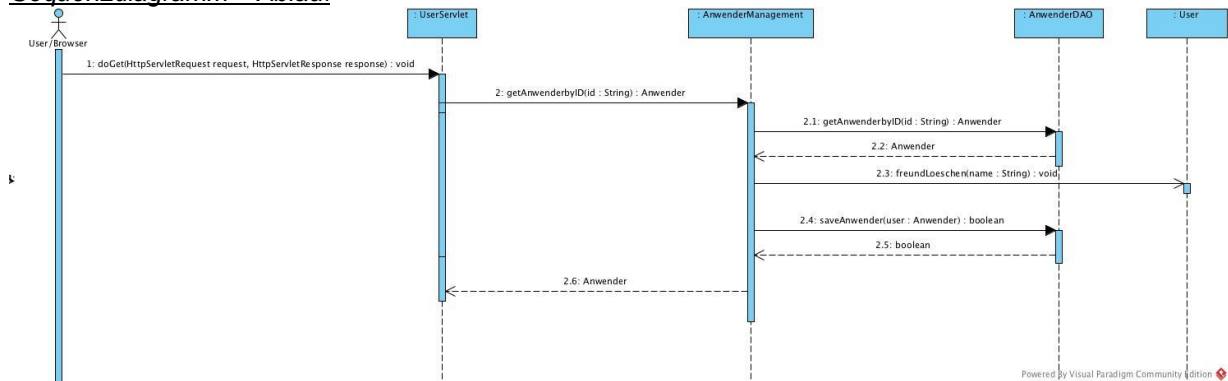 Sequenzdiagramm - Ablauf
: UserServlet
: AnwenderManagement
: AnwenderDAO
: User
User/Browser
1: doGet(HttpServletRequest request, HttpServletResponse response) : void
2: getAnwenderbyID(id : String) : Anwender
2.1: getAnwenderbyID(id : String) : Anwender
2.2: Anwender
2.3: freundLoeschen(name : String) : void
2.4: saveAnwender(user : Anwender) : boolean
2.5: boolean
2.6: Anwender
Powered By Visual Paradigm Community Edition